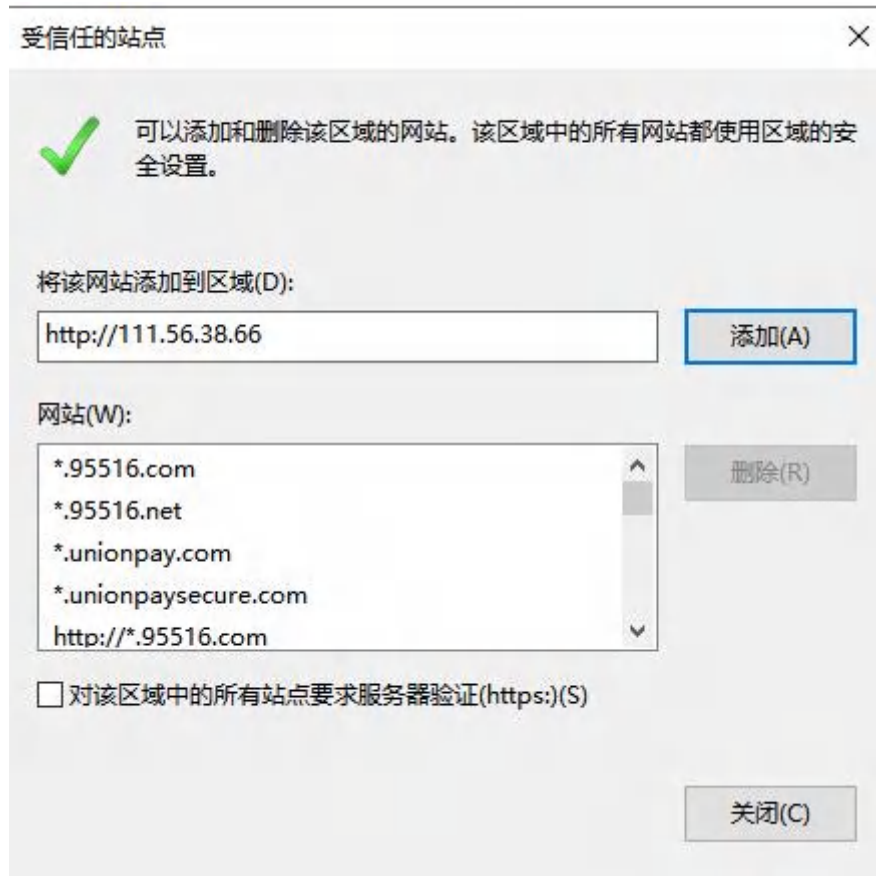 受信任的站点
可以添加和删除该区域的网站。该区域中的所有网站都使用区域的安
全设置。
将该网站添加到区域(D):
http://111.56.38.66
添加(A)
网站(W):
*.95516.com
*.95516.net
*.unionpay.com
*.unionpaysecure.com
http://*.95516.com
删除(R)
对该区域中的所有站点要求服务器验证(https:)(S)
关闭(C)